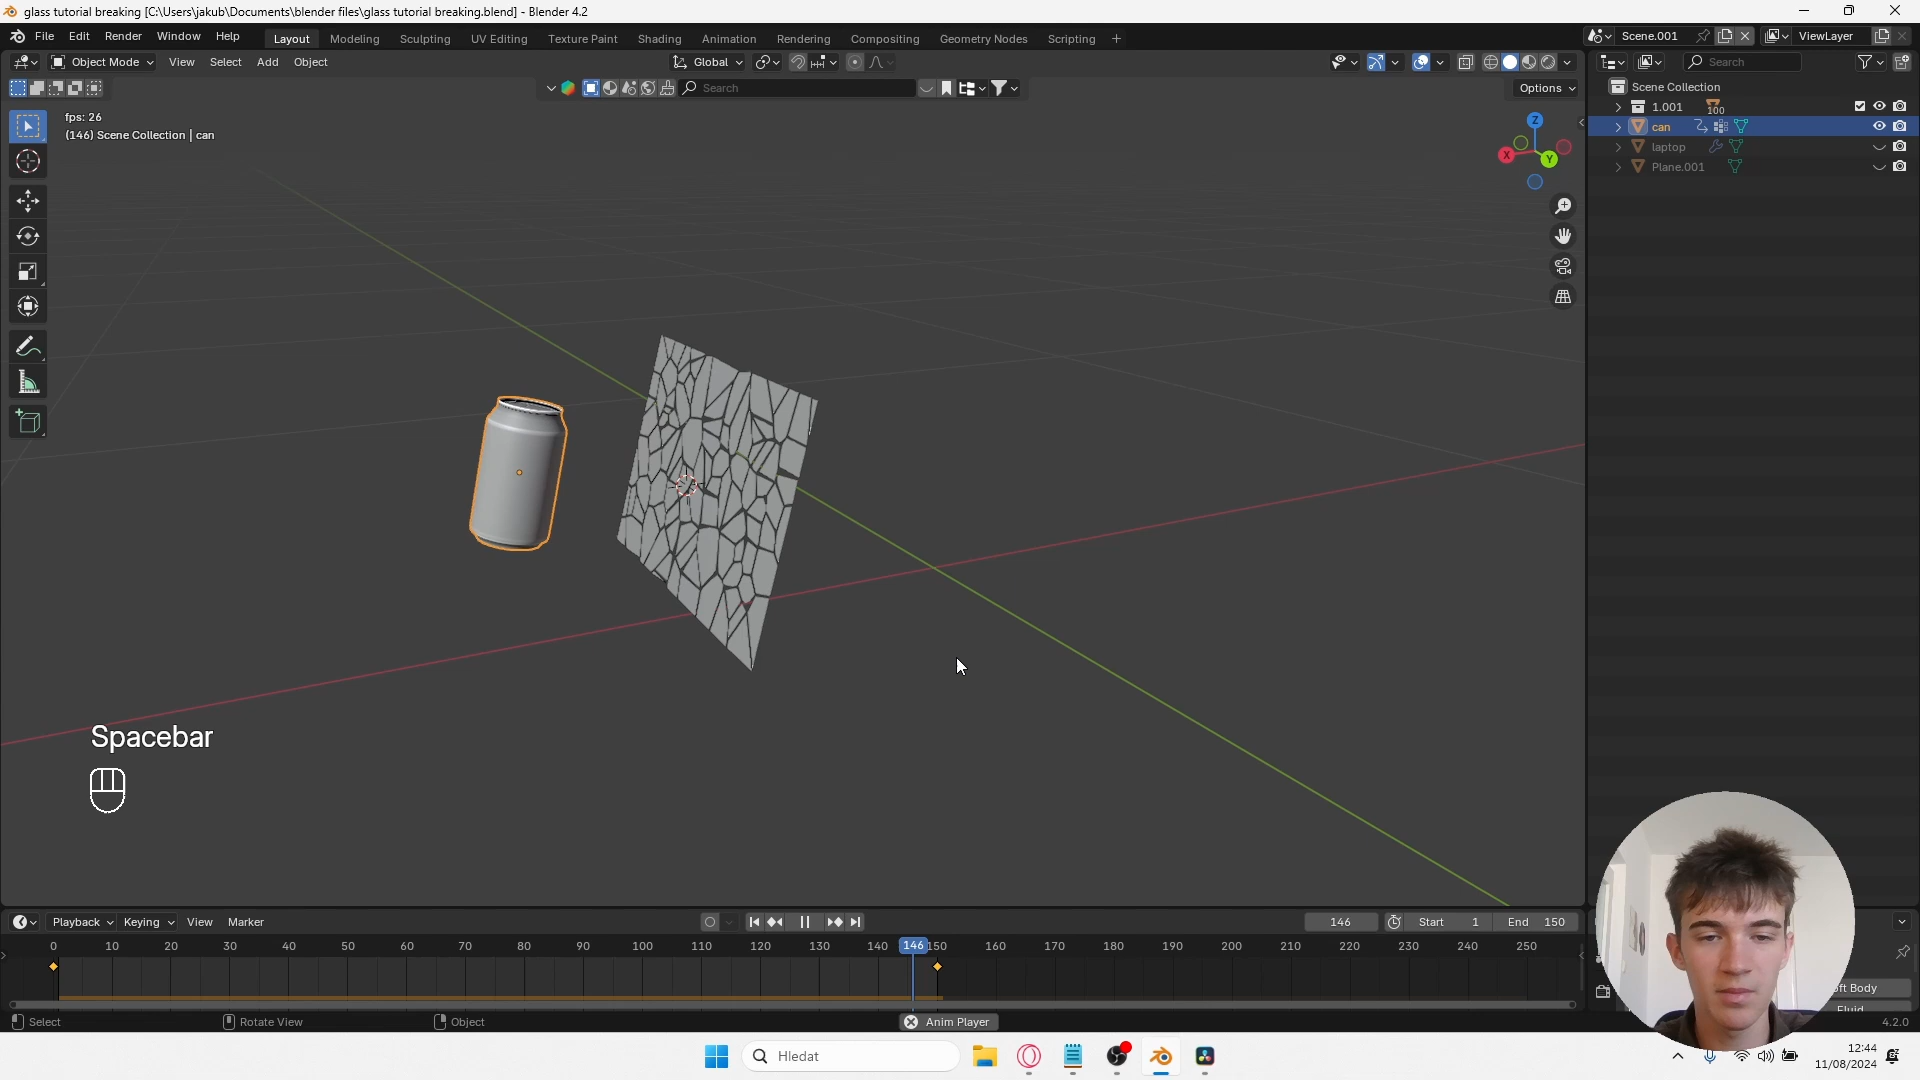 glass tutorial breaking [C:\Users\jakub\Documents\blender files\glass tutorial breaking.blend] - Blender 4.2
File Edit Render Window Help Layout Modeling Sculpting UV Editing Texture Paint Shading Animation Rendering Compositing Geometry Nodes Scripting + Scene.001 ViewLayer
Object Mode View Select Add Object Global Search
Search Options
Scene Collection
fps: 26
(146) Scene Collection | can
1.001 100
can
laptop
Plane.001
Z
X
Y
Spacebar
Playback Keying View Marker 146 Start 1 End 150
0 10 20 30 40 50 60 70 80 90 100 110 120 130 140 146 150 160 170 180 190 200 210 220 230 240 250
oft Body
Fluid
Select Rotate View Object Anim Player 4.2.0
Hledat
12:44
11/08/2024